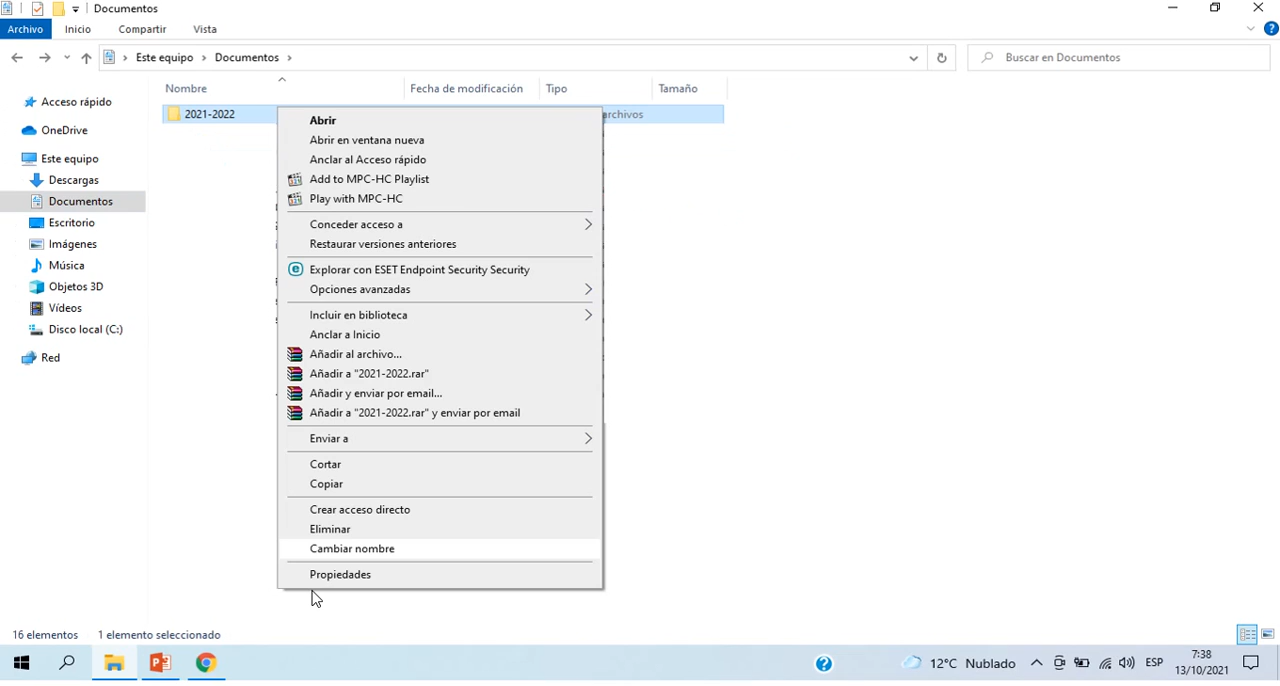 Documentos
Archivo Inicio Compartir Vista
Este equipo Documentos Buscar en Documentos
Nombre Fecha de modificación Tipo Tamaño
2021-2022 archivos
Acceso rápido
OneDrive
Este equipo
Descargas
Documentos
Escritorio
Imágenes
Música
Objetos 3D
Vídeos
Disco local (C:)
Red
Abrir
Abrir en ventana nueva
Anclar al Acceso rápido
Add to MPC-HC Playlist
Play with MPC-HC
Conceder acceso a
Restaurar versiones anteriores
Explorar con ESET Endpoint Security Security
Opciones avanzadas
Incluir en biblioteca
Anclar a Inicio
Añadir al archivo...
Añadir a "2021-2022.rar"
Añadir y enviar por email...
Añadir a "2021-2022.rar" y enviar por email
Enviar a
Cortar
Copiar
Crear acceso directo
Eliminar
Cambiar nombre
Propiedades
16 elementos 1 elemento seleccionado
12°C Nublado ESP 7:38
13/10/2021